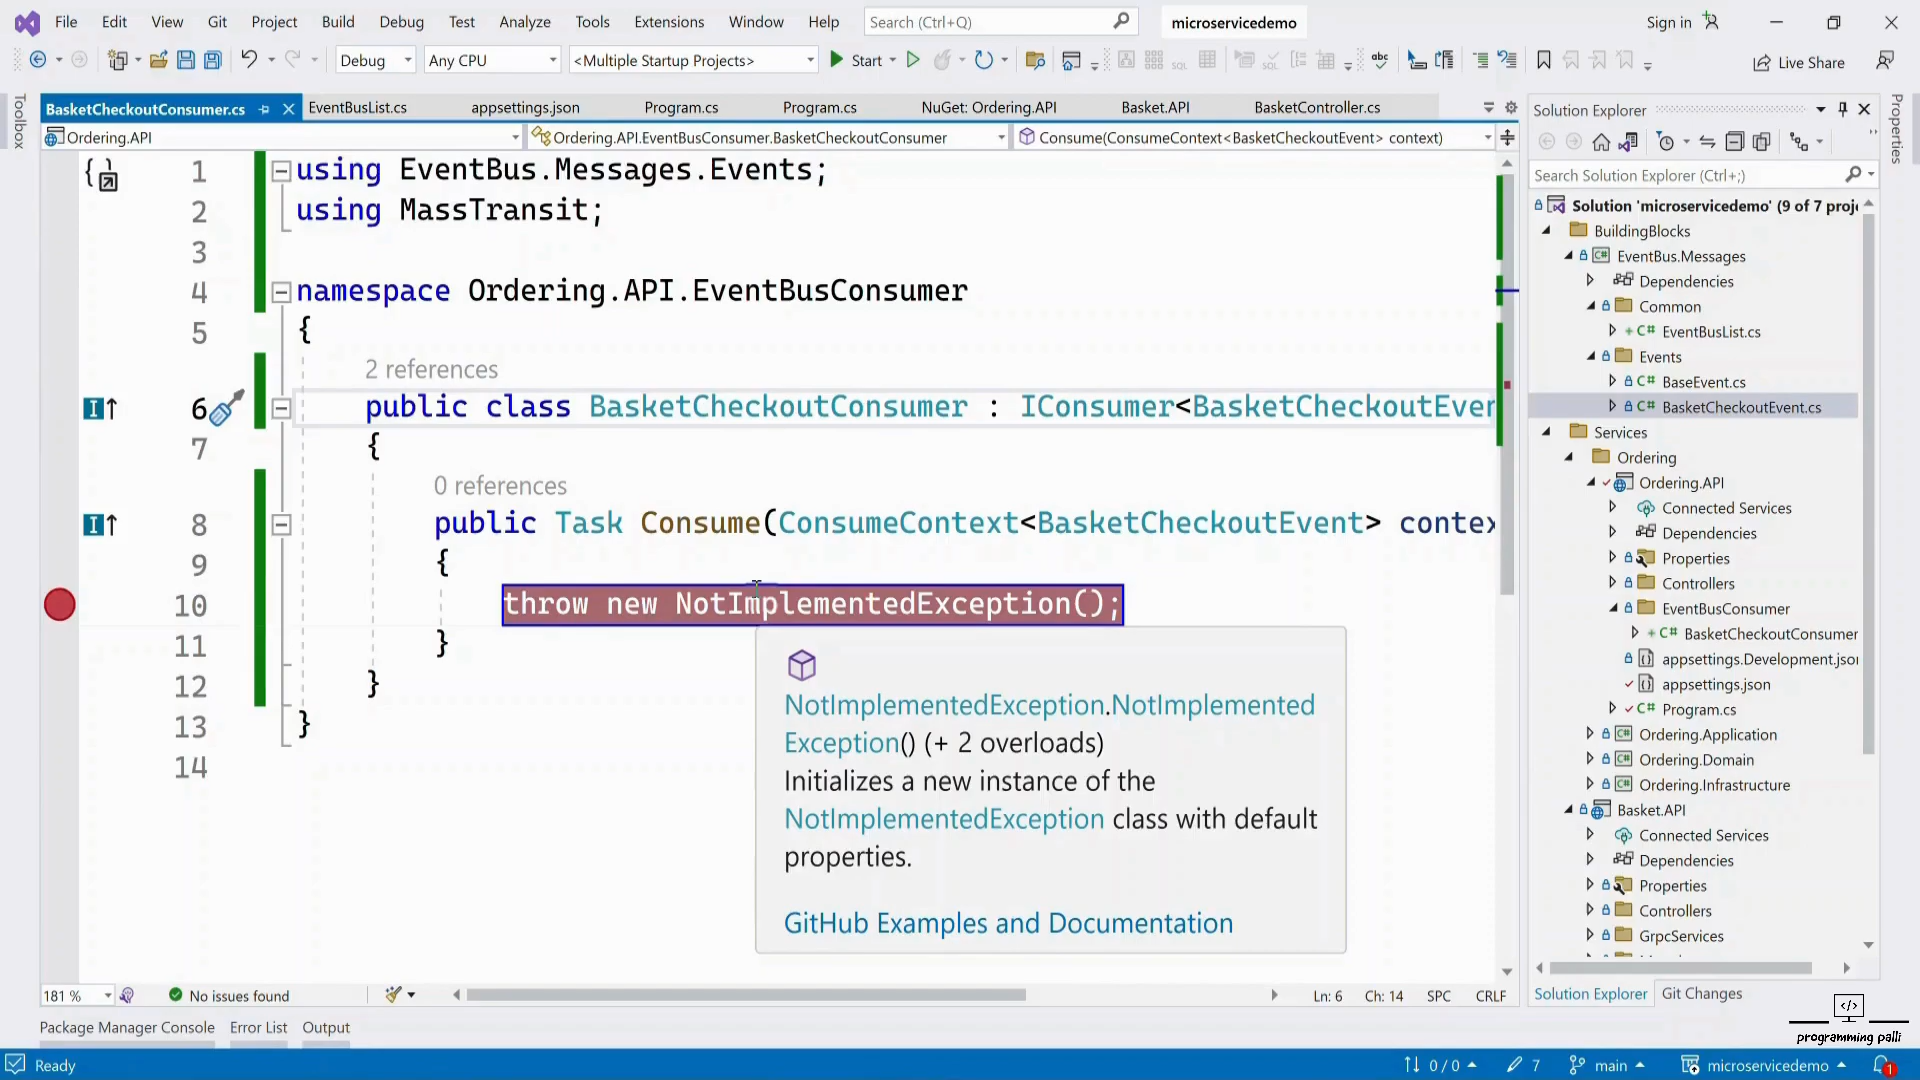 File Edit View Git Project Build Debug Test Analyze Tools Extensions Window Help Search (Ctrl+Q) microservicedemo Sign in
Debug Any CPU <Multiple Startup Projects> Start Live Share
BasketCheckoutConsumer.cs EventBusList.cs appsettings.json Program.cs Program.cs NuGet: Ordering.API Basket.API BasketController.cs
Ordering.API Ordering.API.EventBusConsumer.BasketCheckoutConsumer Consume(ConsumeContext<BasketCheckoutEvent> context)
Toolbox
1 using EventBus.Messages.Events;
2 using MassTransit;
3
4 namespace Ordering.API.EventBusConsumer
5 {
2 references
6 public class BasketCheckoutConsumer : IConsumer<BasketCheckoutEven
7 {
0 references
8 public Task Consume(ConsumeContext<BasketCheckoutEvent> contex
9 {
10 throw new NotImplementedException();
11 }
12 }
13 }
14
NotImplementedException.NotImplemented
Exception() (+ 2 overloads)
Initializes a new instance of the
NotImplementedException class with default
properties.
GitHub Examples and Documentation
181 % No issues found Ln: 6 Ch: 14 SPC CRLF
Package Manager Console Error List Output
Solution Explorer
Search Solution Explorer (Ctrl+;)
Solution 'microservicedemo' (9 of 7 proj
BuildingBlocks
EventBus.Messages
Dependencies
Common
EventBusList.cs
Events
BaseEvent.cs
BasketCheckoutEvent.cs
Services
Ordering
Ordering.API
Connected Services
Dependencies
Properties
Controllers
EventBusConsumer
BasketCheckoutConsumer
appsettings.Development.json
appsettings.json
Program.cs
Ordering.Application
Ordering.Domain
Ordering.Infrastructure
Basket.API
Connected Services
Dependencies
Properties
Controllers
GrpcServices
Solution Explorer Git Changes
Properties
programming palli
Ready 0 / 0 7 main microservicedemo 1